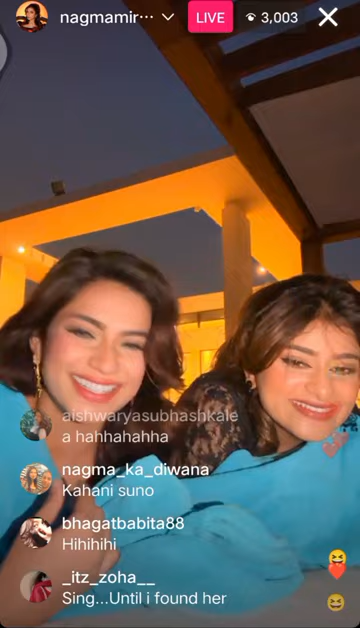 nagmamir···
LIVE
3,003
aishwaryasubhashkale
a hahhahahha
nagma_ka_diwana
Kahani suno
bhagatbabita88
Hihihihi
_itz_zoha__
Sing...Until i found her